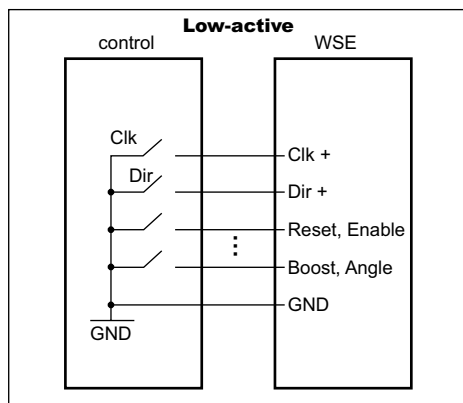 Low-active
control WSE
Clk Clk +
Dir Dir +
Reset, Enable
Boost, Angle
GND
GND